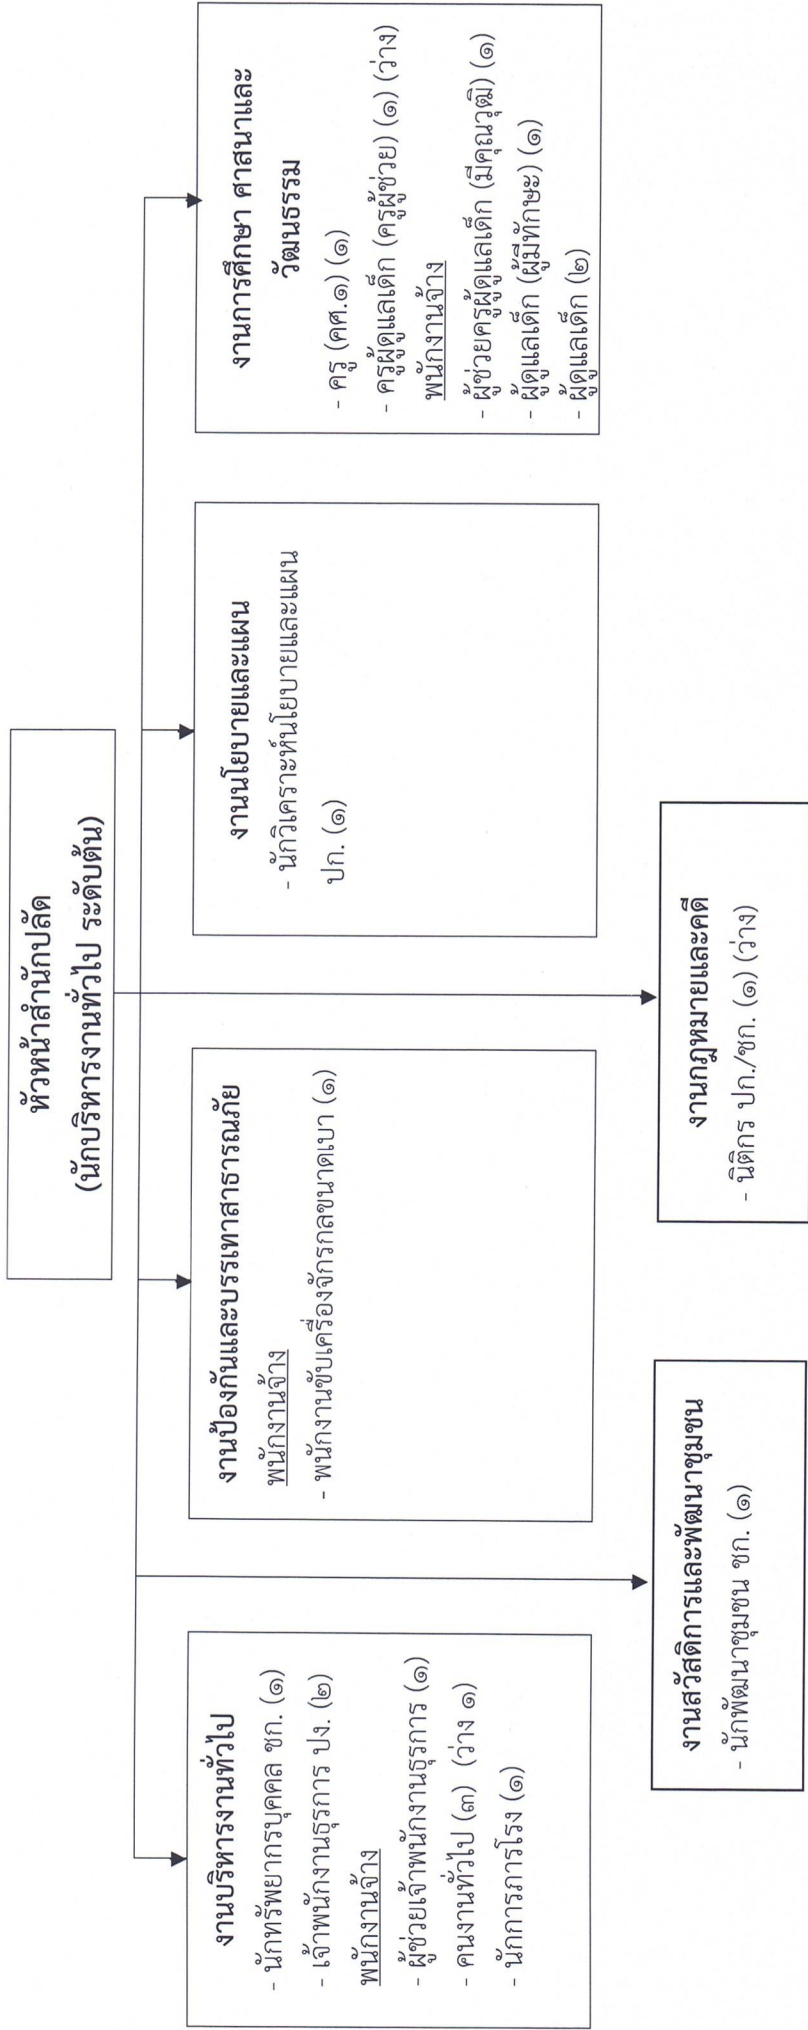 หัวหน้าสำนักปลัด
(นักบริหารงานทั่วไป ระดับต้น)
งานบริหารงานทั่วไป
- นักทรัพยากรบุคคล ชก. (๑)
- เจ้าพนักงานธุรการ ปง. (๒)
พนักงานจ้าง
- ผู้ช่วยเจ้าพนักงานธุรการ (๑)
- คนงานทั่วไป (๓) (ว่าง ๑)
- นักการภารโรง (๑)
งานป้องกันและบรรเทาสาธารณภัย
พนักงานจ้าง
- พนักงานขับเครื่องจักรกลขนาดเบา (๑)
งานนโยบายและแผน
- นักวิเคราะห์นโยบายและแผน
ปก. (๑)
งานการศึกษา ศาสนาและ
วัฒนธรรม
- ครู (คศ.๑) (๑)
- ครูผู้ดูแลเด็ก (ครูผู้ช่วย) (๑) (ว่าง)
พนักงานจ้าง
- ผู้ช่วยครูผู้ดูแลเด็ก (มีคุณวุฒิ) (๑)
- ผู้ดูแลเด็ก (ผู้มีทักษะ) (๑)
- ผู้ดูแลเด็ก (๒)
งานสวัสดิการและพัฒนาชุมชน
- นักพัฒนาชุมชน ชก. (๑)
งานกฎหมายและคดี
- นิติกร ปก./ชก. (๑) (ว่าง)